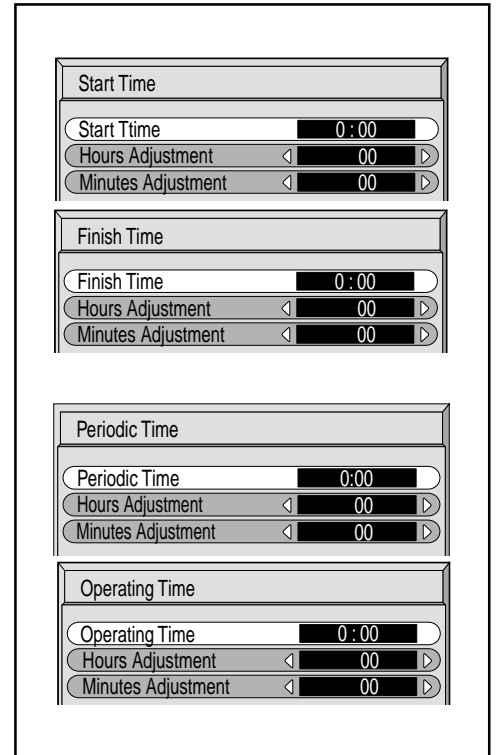 Start Time
Start Ttime 0 : 00
Hours Adjustment 00
Minutes Adjustment 00
Finish Time
Finish Time 0 : 00
Hours Adjustment 00
Minutes Adjustment 00
Periodic Time
Periodic Time 0:00
Hours Adjustment 00
Minutes Adjustment 00
Operating Time
Operating Time 0 : 00
Hours Adjustment 00
Minutes Adjustment 00